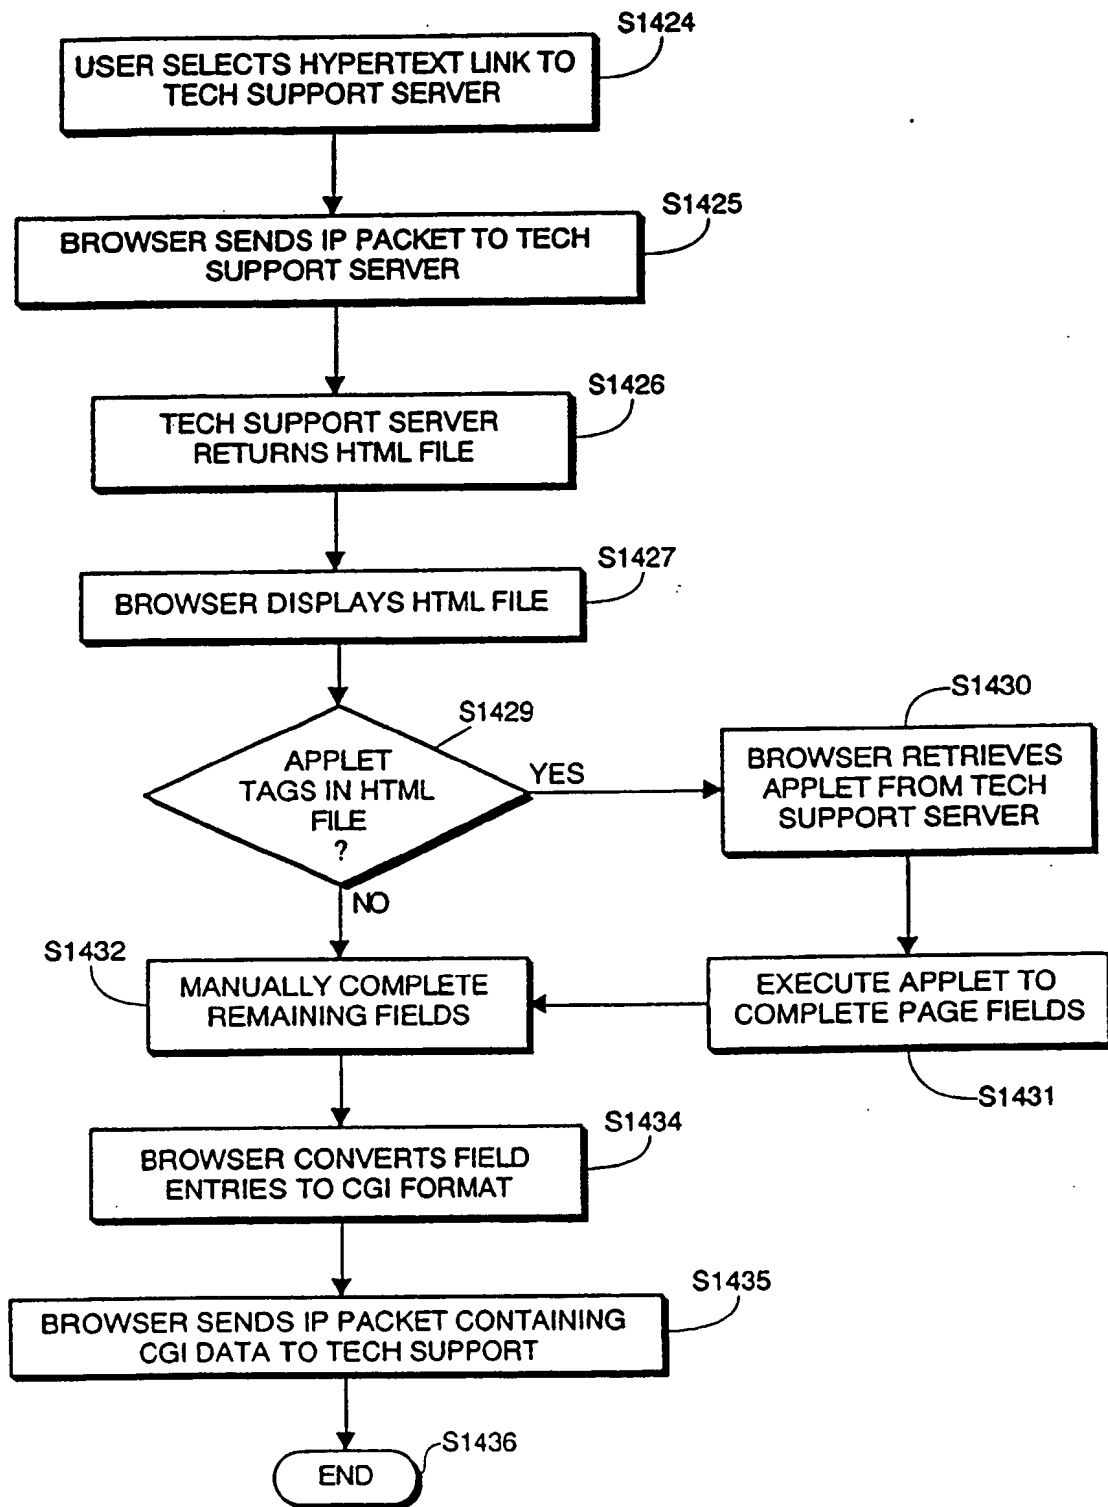 S1424
USER SELECTS HYPERTEXT LINK TO
TECH SUPPORT SERVER
S1425
BROWSER SENDS IP PACKET TO TECH
SUPPORT SERVER
S1426
TECH SUPPORT SERVER
RETURNS HTML FILE
S1427
BROWSER DISPLAYS HTML FILE
S1429
APPLET
TAGS IN HTML
FILE
?
YES
NO
S1430
BROWSER RETRIEVES
APPLET FROM TECH
SUPPORT SERVER
EXECUTE APPLET TO
COMPLETE PAGE FIELDS
S1431
S1432
MANUALLY COMPLETE
REMAINING FIELDS
S1434
BROWSER CONVERTS FIELD
ENTRIES TO CGI FORMAT
S1435
BROWSER SENDS IP PACKET CONTAINING
CGI DATA TO TECH SUPPORT
S1436
END